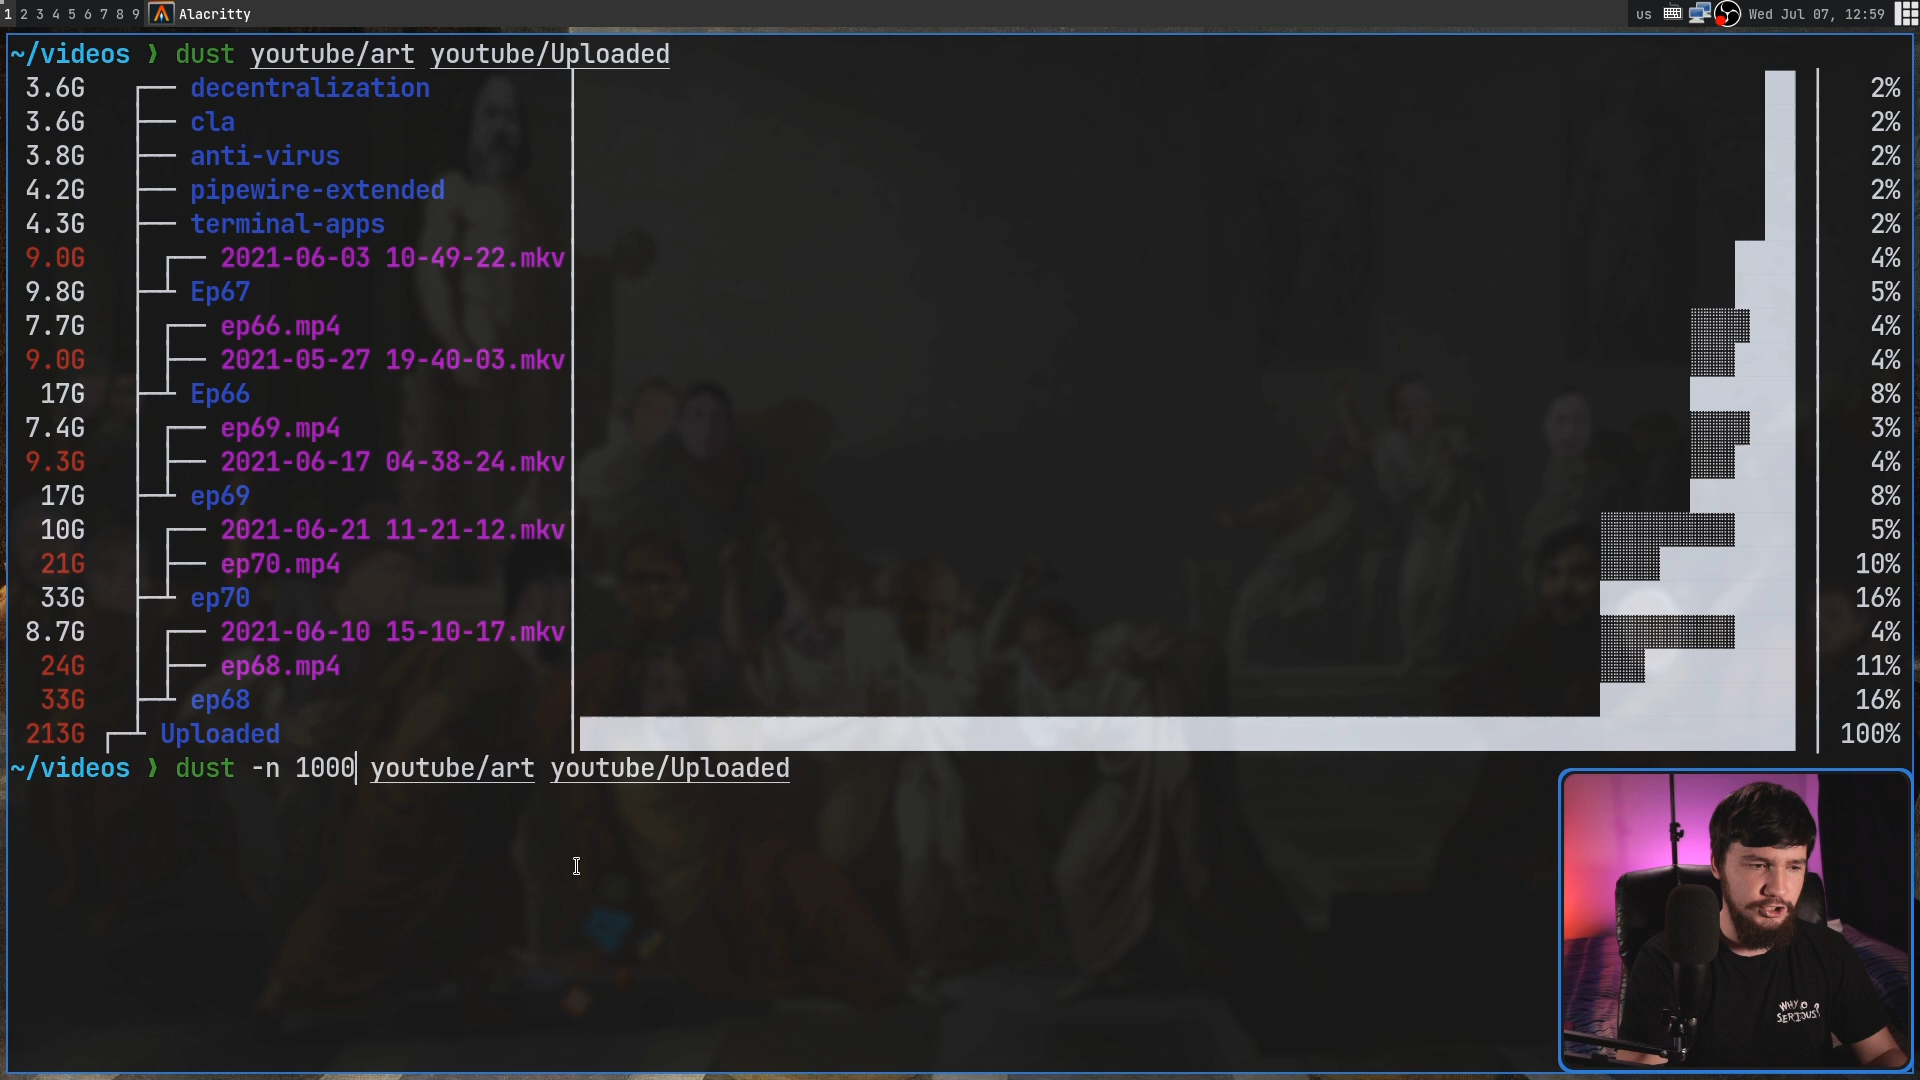 1 2 3 4 5 6 7 8 9 Alacritty us Wed Jul 07, 12:59
~/videos ❯ dust youtube/art youtube/Uploaded
3.6G ├── decentralization 2%
3.6G ├── cla 2%
3.8G ├── anti-virus 2%
4.2G ├── pipewire-extended 2%
4.3G ├── terminal-apps 2%
9.0G │ ┌── 2021-06-03 10-49-22.mkv 4%
9.8G ├─┴ Ep67 5%
7.7G │ ┌── ep66.mp4 4%
9.0G │ ├── 2021-05-27 19-40-03.mkv 4%
17G ├─┴ Ep66 8%
7.4G │ ┌── ep69.mp4 3%
9.3G │ ├── 2021-06-17 04-38-24.mkv 4%
17G ├─┴ ep69 8%
10G │ ┌── 2021-06-21 11-21-12.mkv 5%
21G │ ├── ep70.mp4 10%
33G ├─┴ ep70 16%
8.7G │ ┌── 2021-06-10 15-10-17.mkv 4%
24G │ ├── ep68.mp4 11%
33G ├─┴ ep68 16%
213G ┌─┴ Uploaded 100%
~/videos ❯ dust -n 1000 youtube/art youtube/Uploaded
WHY SO
SERIOUS?